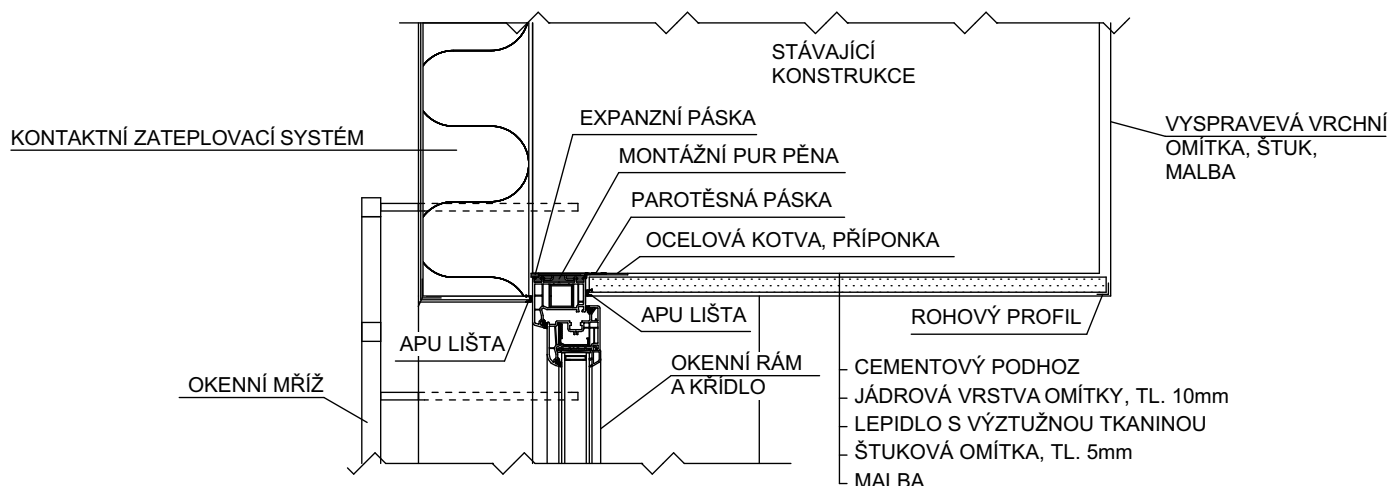 STÁVAJÍCÍ
KONSTRUKCE
EXPANZNÍ PÁSKA
VYSPRAVEVÁ VRCHNÍ
OMÍTKA, ŠTUK,
MALBA
KONTAKTNÍ ZATEPLOVACÍ SYSTÉM
MONTÁŽNÍ PUR PĚNA
PAROTĚSNÁ PÁSKA
OCELOVÁ KOTVA, PŘÍPONKA
APU LIŠTA
ROHOVÝ PROFIL
APU LIŠTA
OKENNÍ RÁM
A KŘÍDLO
OKENNÍ MŘÍŽ
CEMENTOVÝ PODHOZ
JÁDROVÁ VRSTVA OMÍTKY, TL. 10mm
LEPIDLO S VÝZTUŽNOU TKANINOU
ŠTUKOVÁ OMÍTKA, TL. 5mm
MALBA